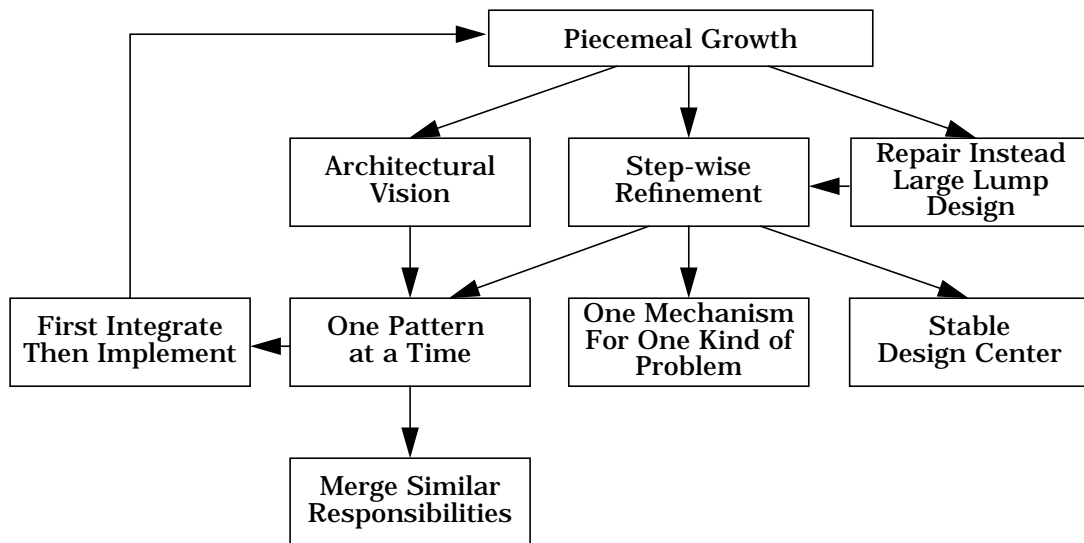 Piecemeal Growth
Architectural
Vision
Step-wise
Refinement
Repair Instead
Large Lump
Design
First Integrate
Then Implement
One Pattern
at a Time
One Mechanism
For One Kind of
Problem
Stable
Design Center
Merge Similar
Responsibilities